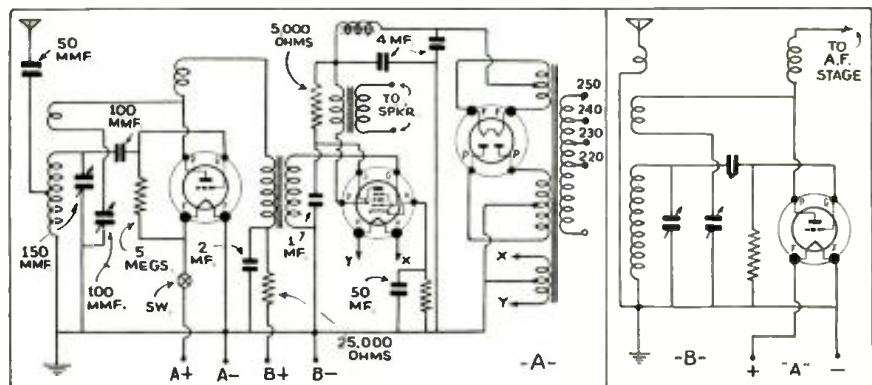 50
MMF.
100
MMF.
150
MMF.
100
MMF.
5
MEGS.
SW.
2
MF.
5,000
OHMS
4 MF.
TO
SPKR.
1
MF.
50
MF.
25,000
OHMS
P
G
F
F
P
P
Y
X
X
Y
250
240
230
220
A+
A-
B+
B-
-A-
TO
A.F.
STAGE
P
G
F
F
-B-
+
"A"
-